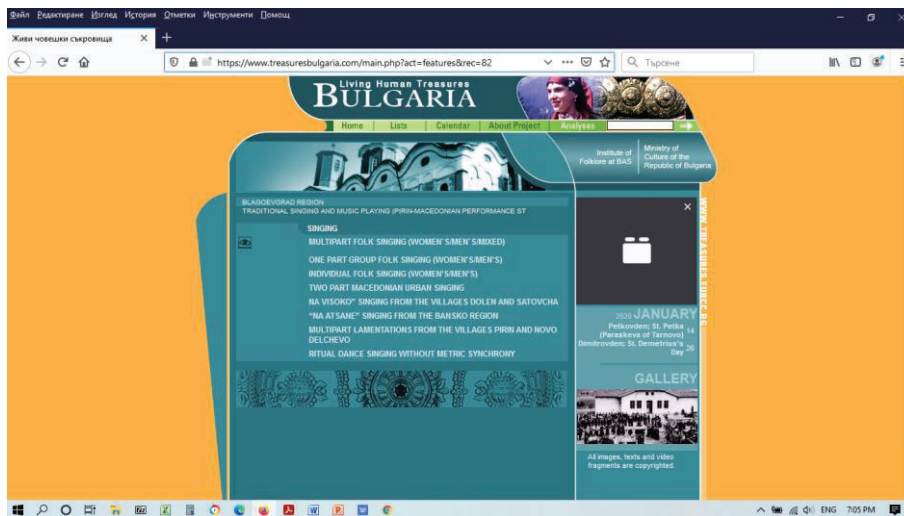 Файл Редактиране Изглед История Отметки Инструменти Помощ
Живи човешки съкровища
https://www.treasuresbulgaria.com/main.php?act=features&rec=82
Търсене
Living Human Treasures
BULGARIA
Home Lists Calendar About Project Analyses
Institute of
Folklore at BAS
Ministry of
Culture of the
Republic of Bulgaria
BLAGOEVGRAD REGION
TRADITIONAL SINGING AND MUSIC PLAYING (PIRIN-MACEDONIAN PERFORMANCE ST
SINGING
MULTIPART FOLK SINGING (WOMEN`S/MEN`S/MIXED)
ONE PART GROUP FOLK SINGING (WOMEN'S/MEN'S)
INDIVIDUAL FOLK SINGING (WOMEN'S/MEN'S)
TWO PART MACEDONIAN URBAN SINGING
NA VISOKO" SINGING FROM THE VILLAGES DOLEN AND SATOVCHA
"NA ATSANE" SINGING FROM THE BANSKO REGION
MULTIPART LAMENTATIONS FROM THE VILLAGES PIRIN AND NOVO
DELCHEVO
RITUAL DANCE SINGING WITHOUT METRIC SYNCHRONY
WWW.TREASURES.EUBCC.BG
2020 JANUARY
Petkovden; St. Petka
(Paraskeva of Tarnovo) 14
Dimitrovden; St. Demetrius's
Day 26
GALLERY
All images, texts and video
fragments are copyrighted.
ENG 7:05 PM